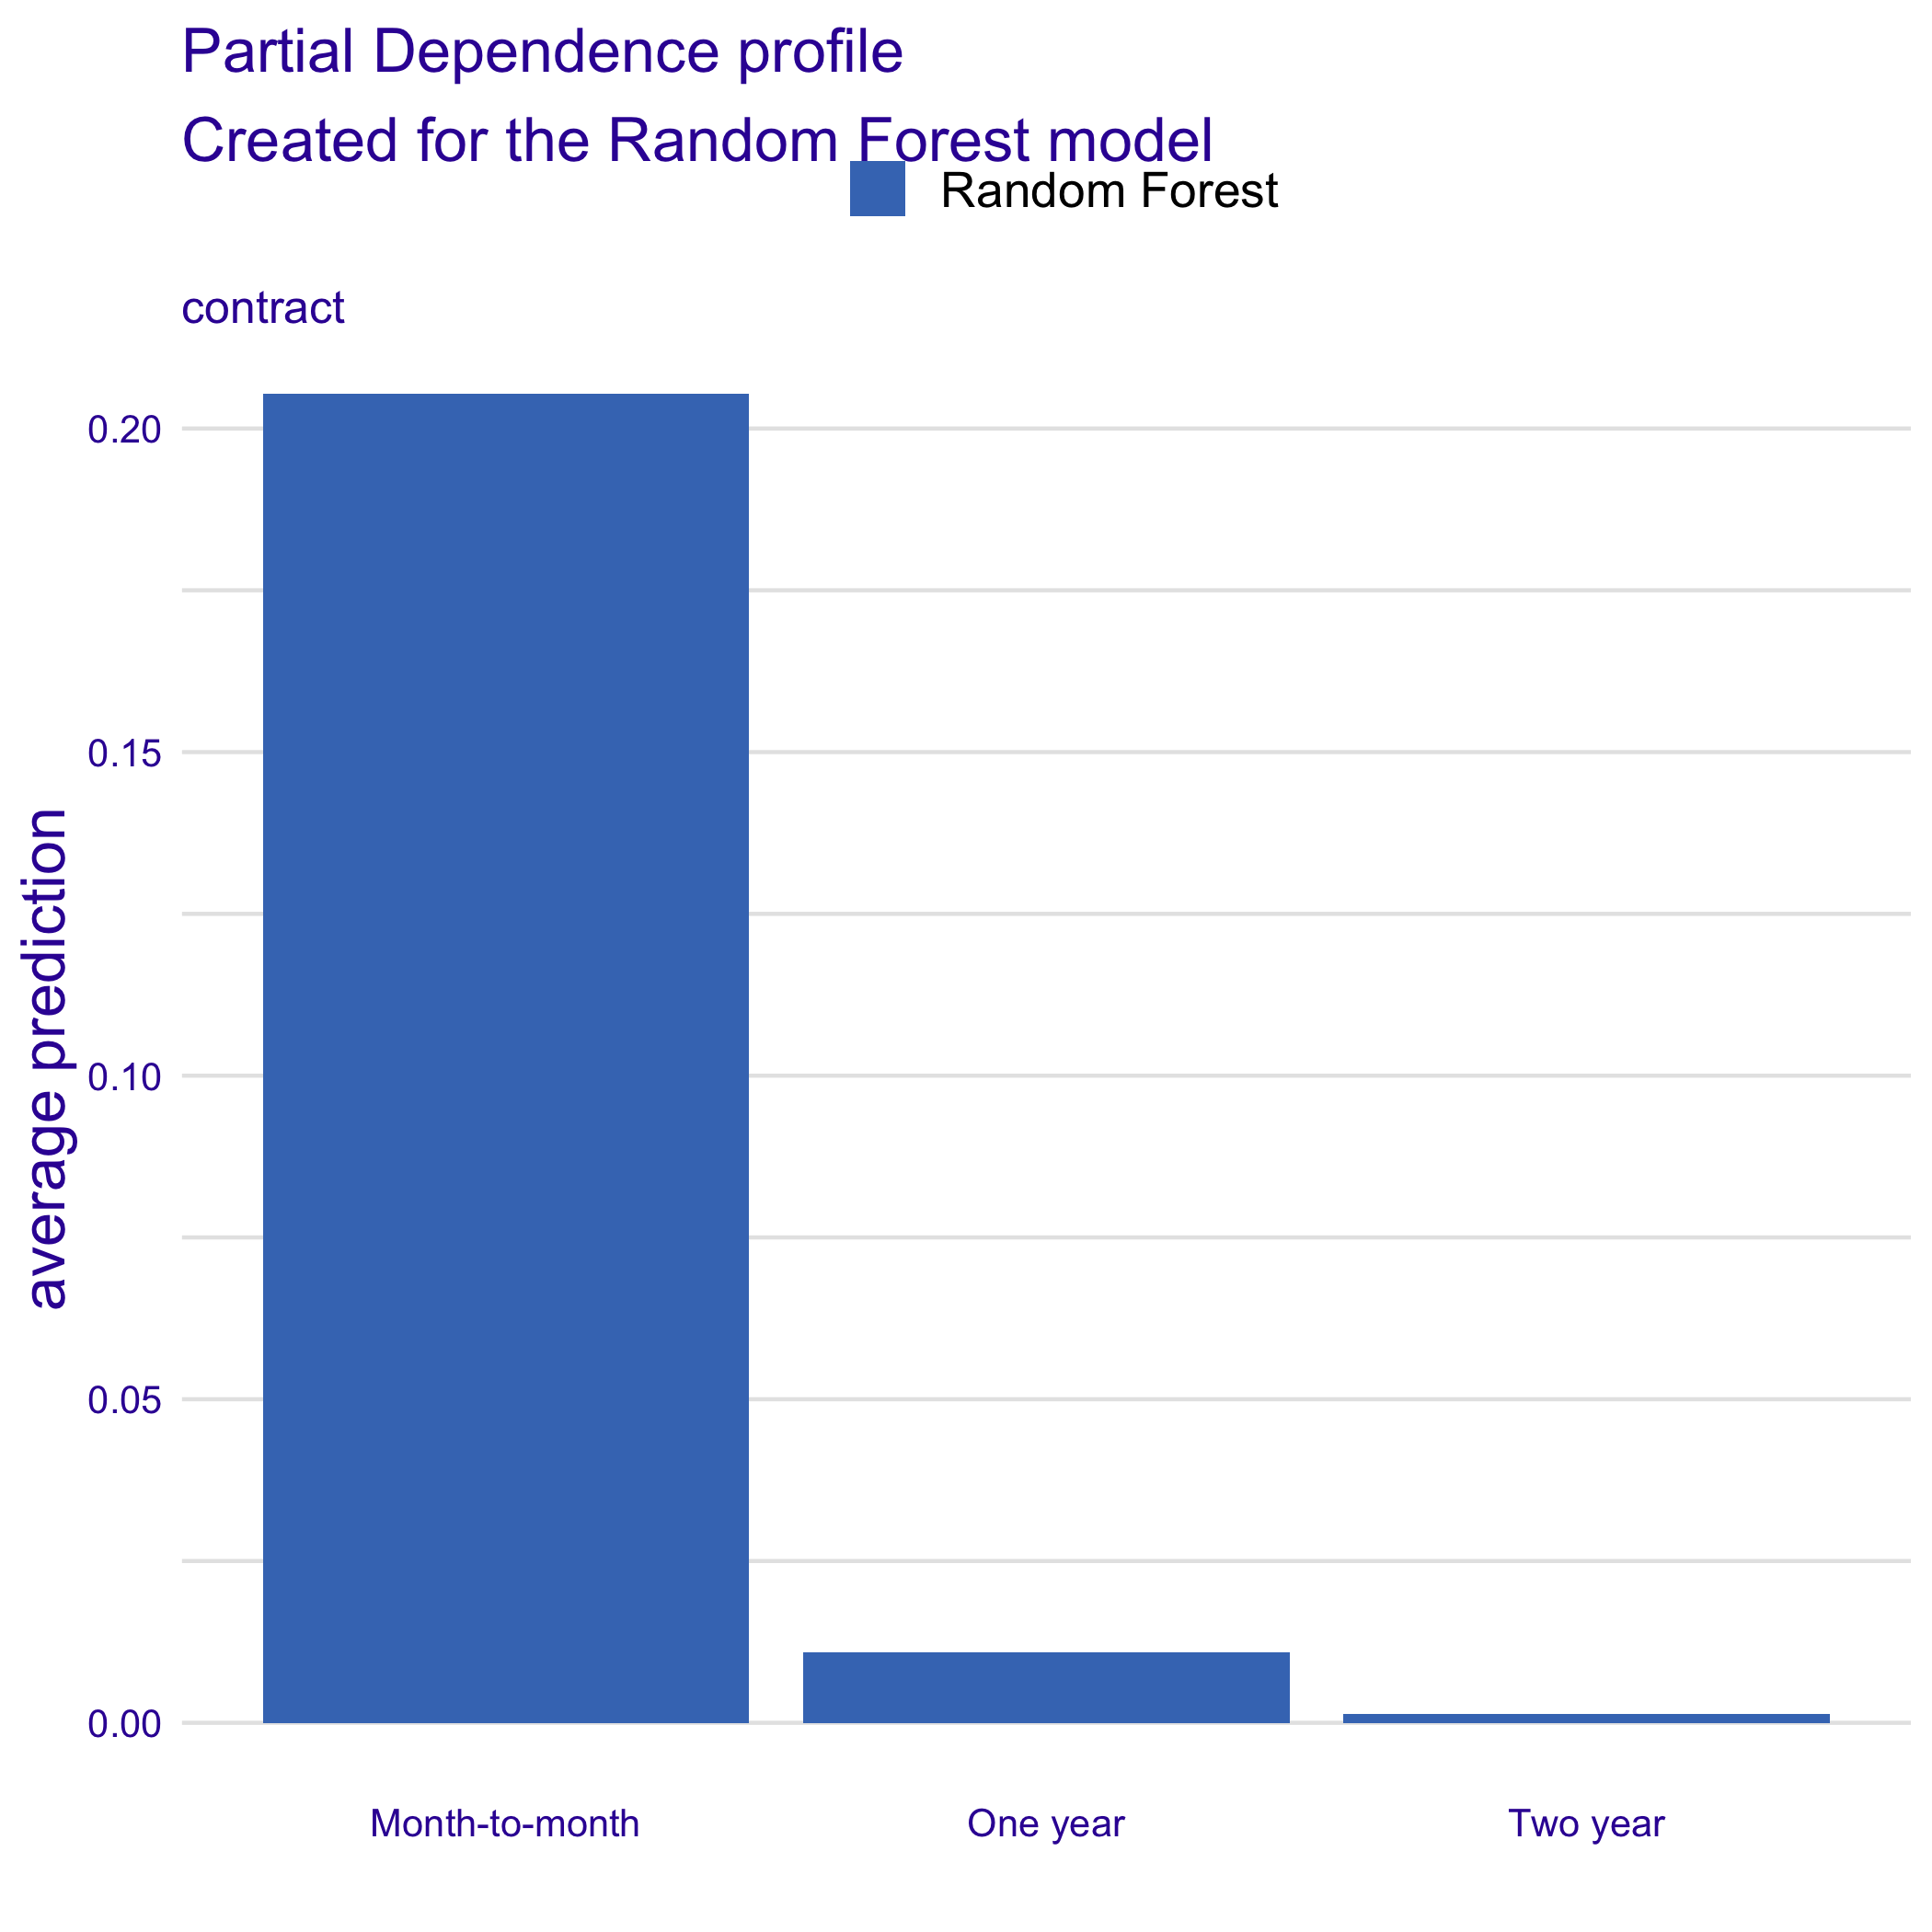 Partial Dependence profile
Created for the Random Forest model
Random Forest
contract
average prediction
0.20
0.15
0.10
0.05
0.00
Month-to-month
One year
Two year